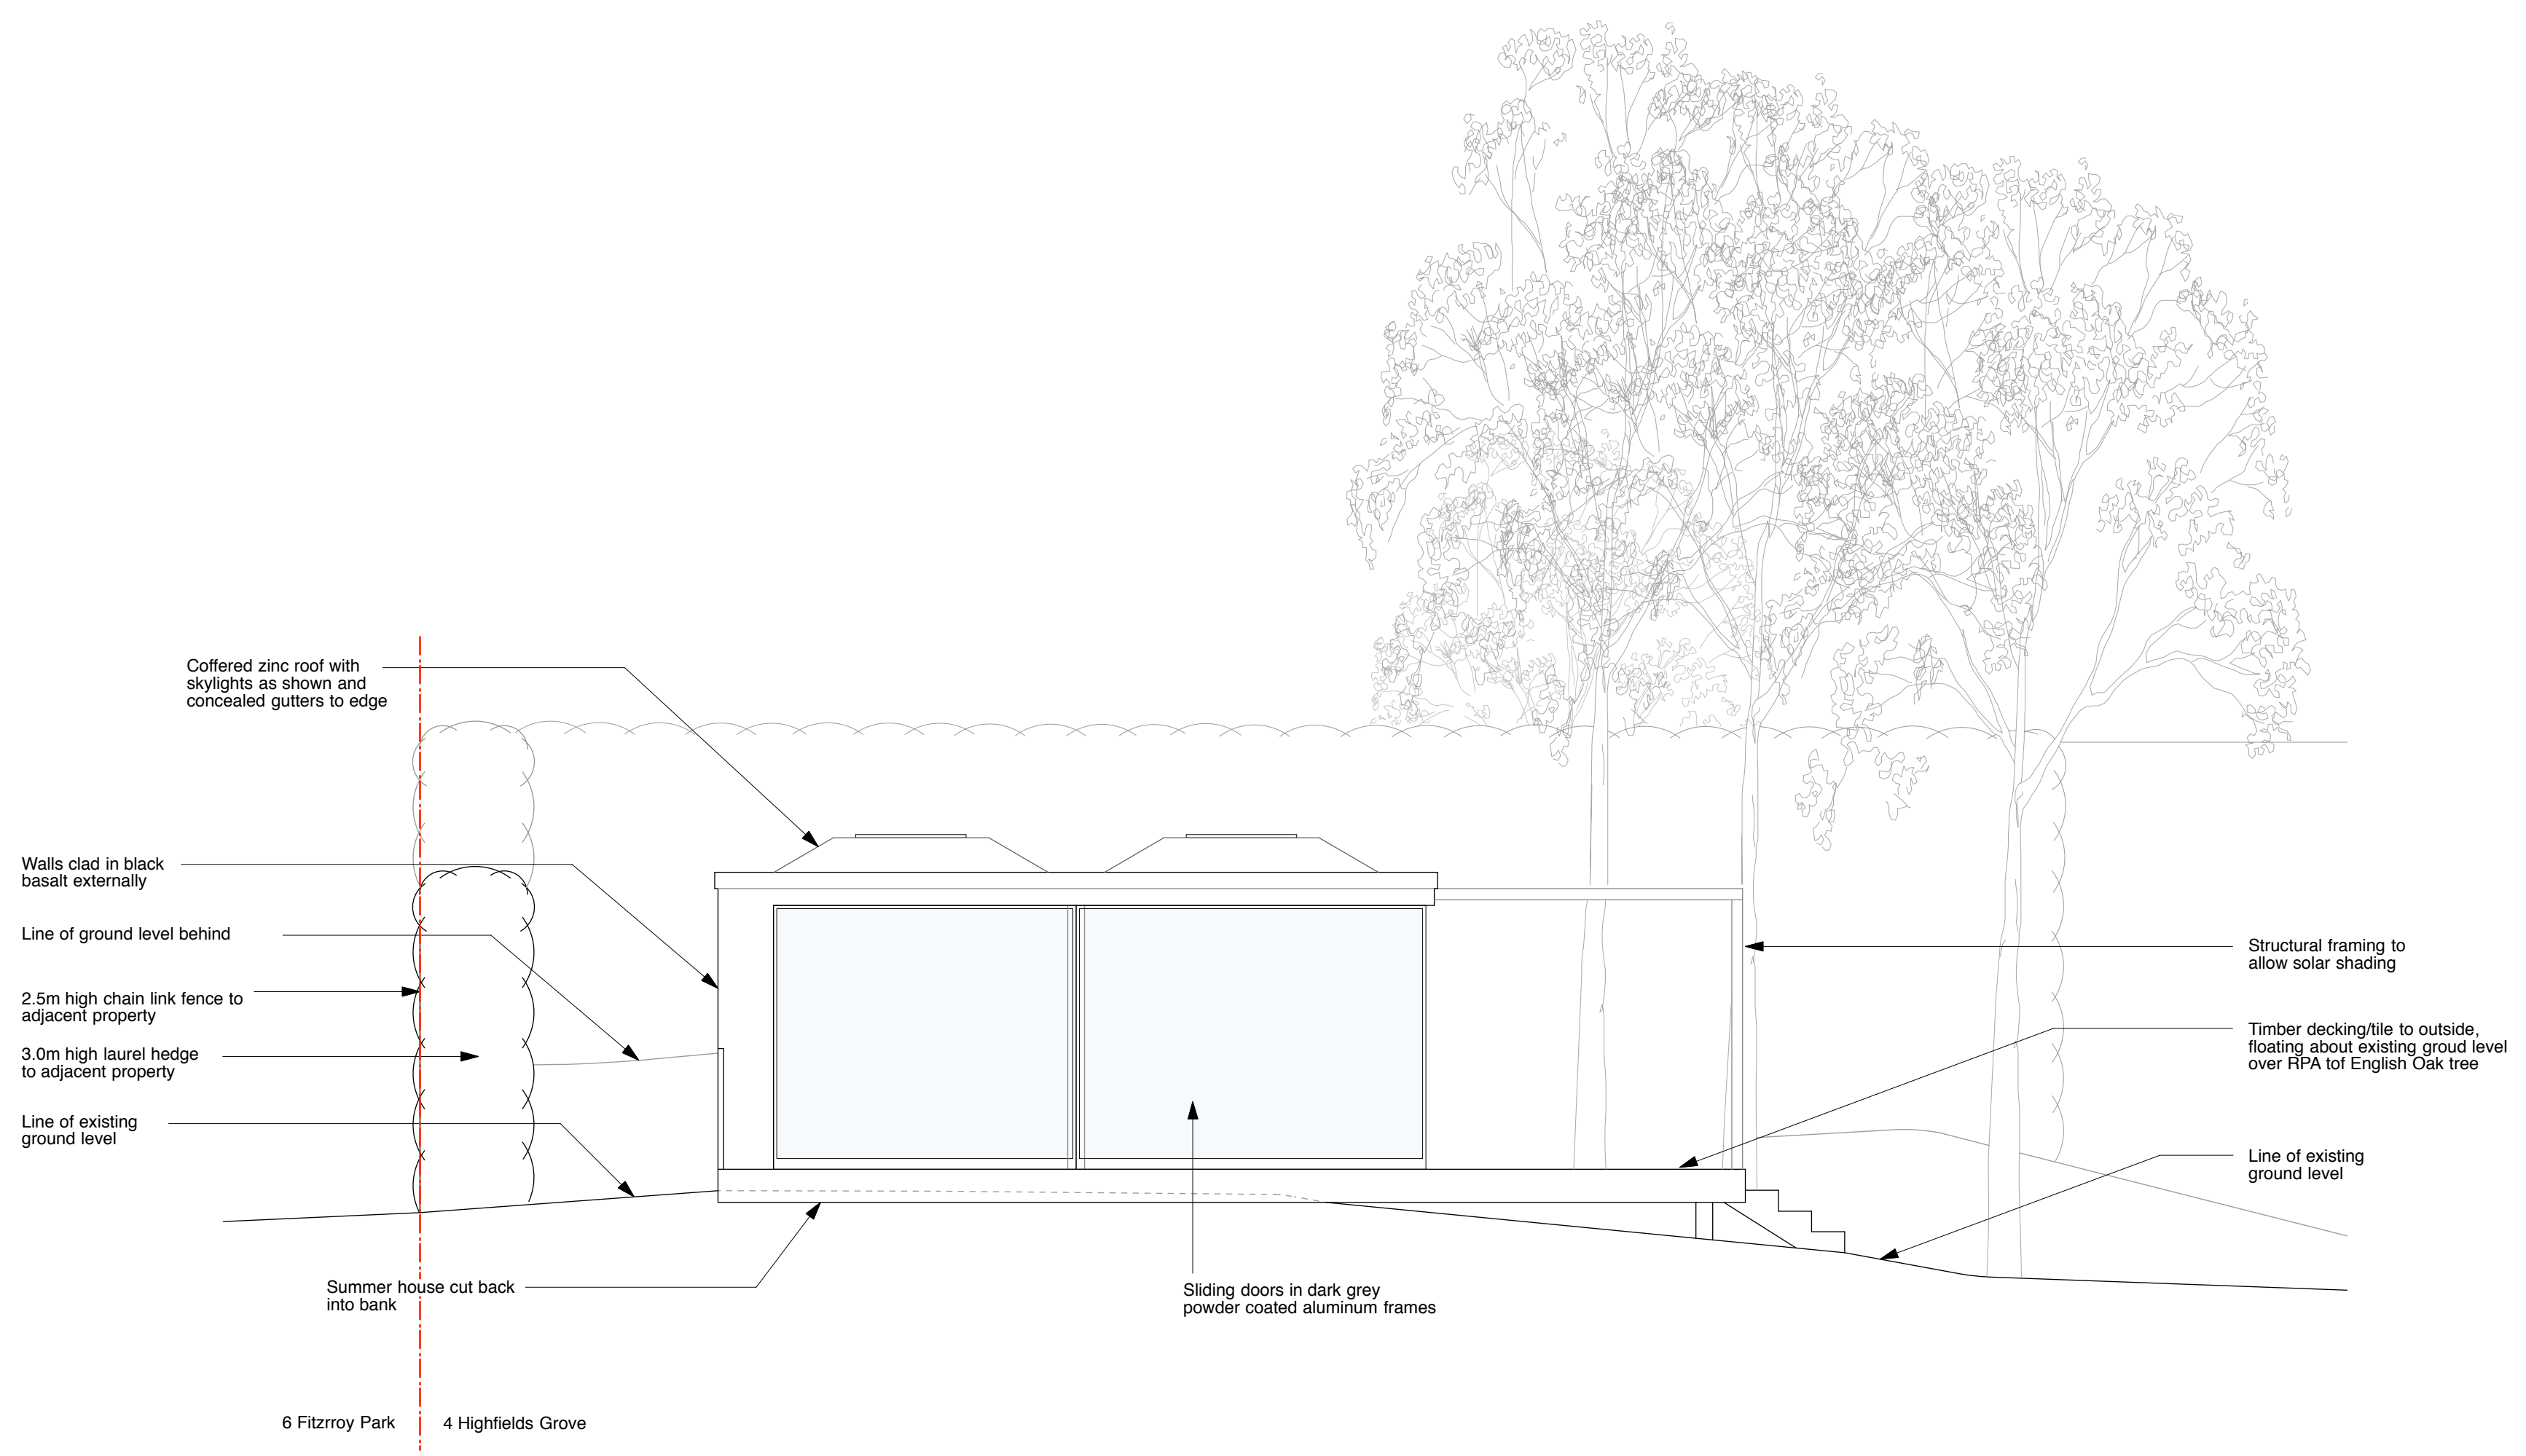 Coffered zinc roof with
skylights as shown and
concealed gutters to edge
Walls clad in black
basalt externally
Line of ground level behind
2.5m high chain link fence to
adjacent property
3.0m high laurel hedge
to adjacent property
Line of existing
ground level
Summer house cut back
into bank
Sliding doors in dark grey
powder coated aluminum frames
Structural framing to
allow solar shading
Timber decking/tile to outside,
floating about existing groud level
over RPA tof English Oak tree
Line of existing
ground level
6 Fitzrroy Park
4 Highfields Grove